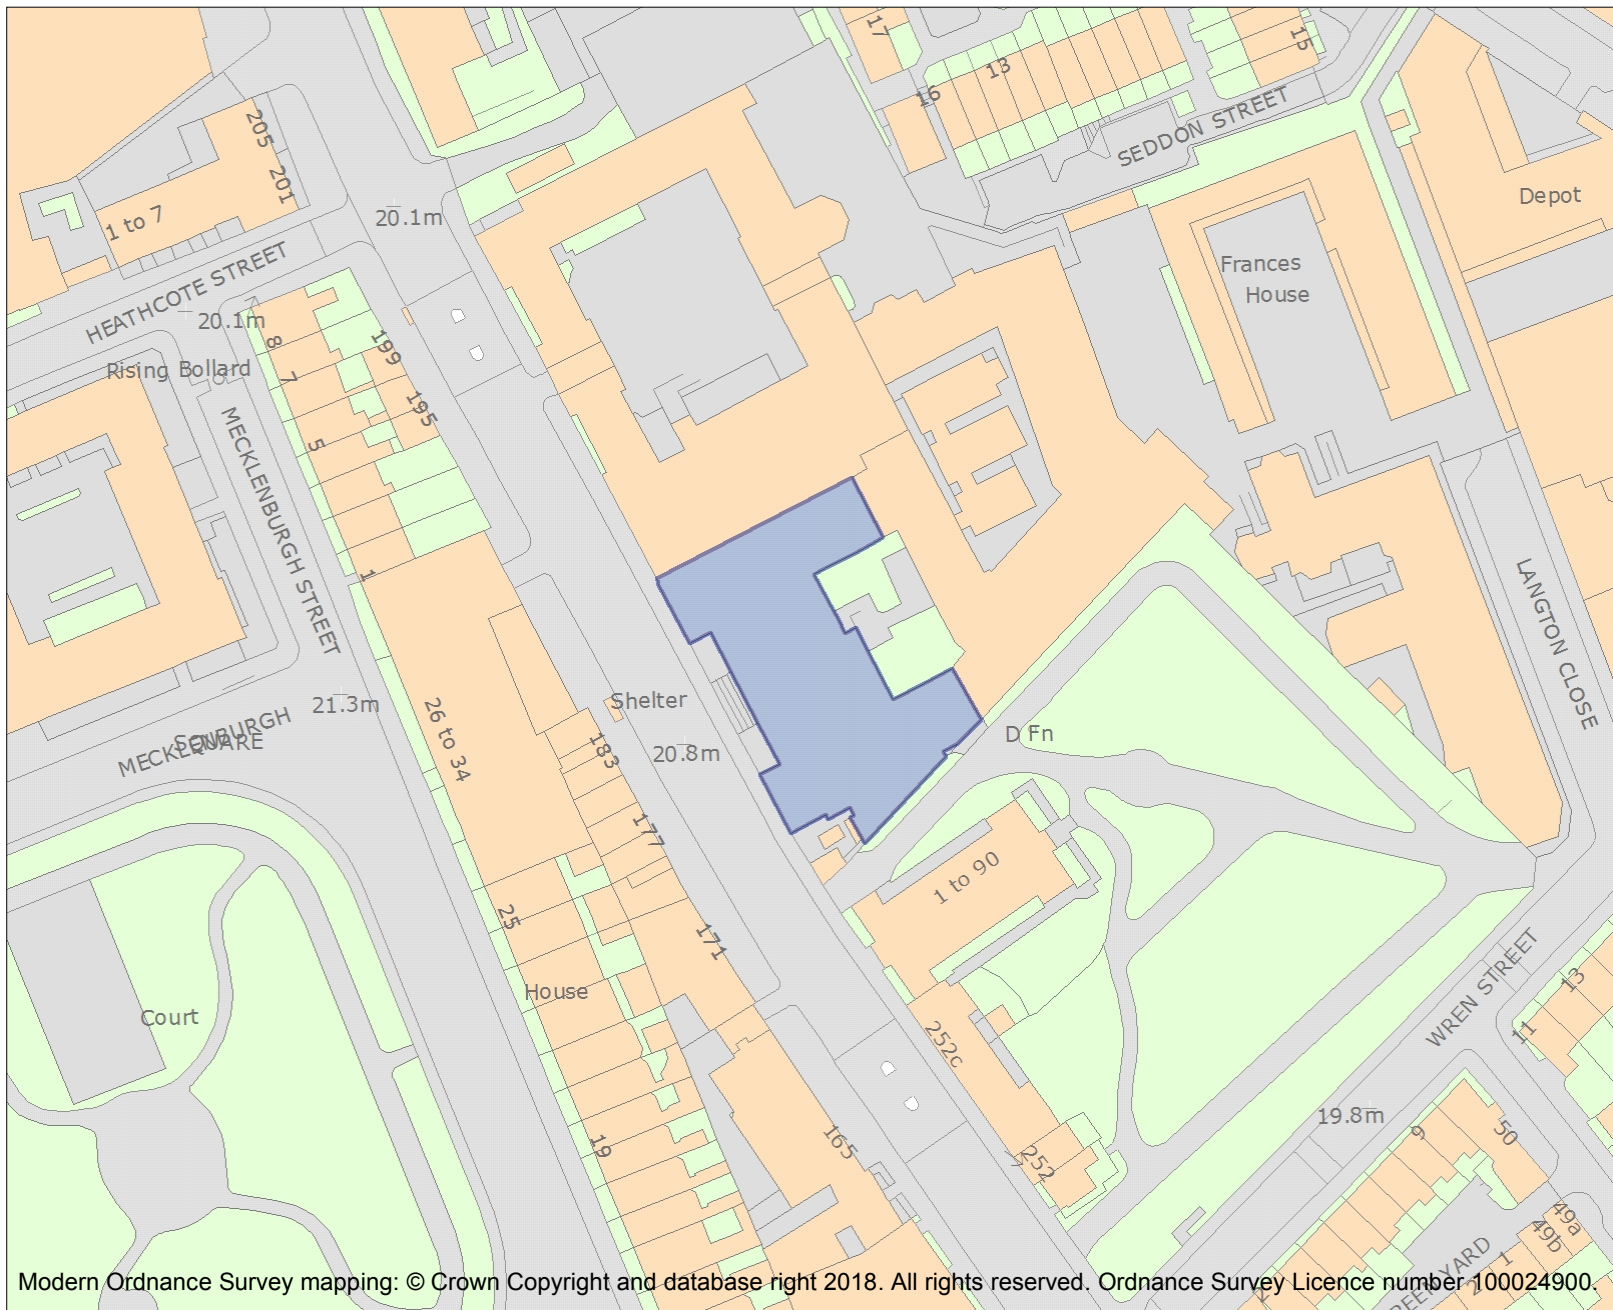 17
13
16
15
SEDDON STREET
205
201
1 to 7
20.1m
Depot
Frances
House
HEATHCOTE STREET
20.1m
8
199
Rising Bollard
7
195
5
MECKLENBURGH STREET
1
LANGTON CLOSE
21.3m
26 to 34
Shelter
183
20.8m
D Fn
MECKLENBURGH
SQUARE
177
1 to 90
25
171
House
Court
252c
WREN STREET
13
11
19.8m
165
19
252
9
50
49a
49b
1
2
YARD
Modern Ordnance Survey mapping: © Crown Copyright and database right 2018. All rights reserved. Ordnance Survey Licence number 100024900.